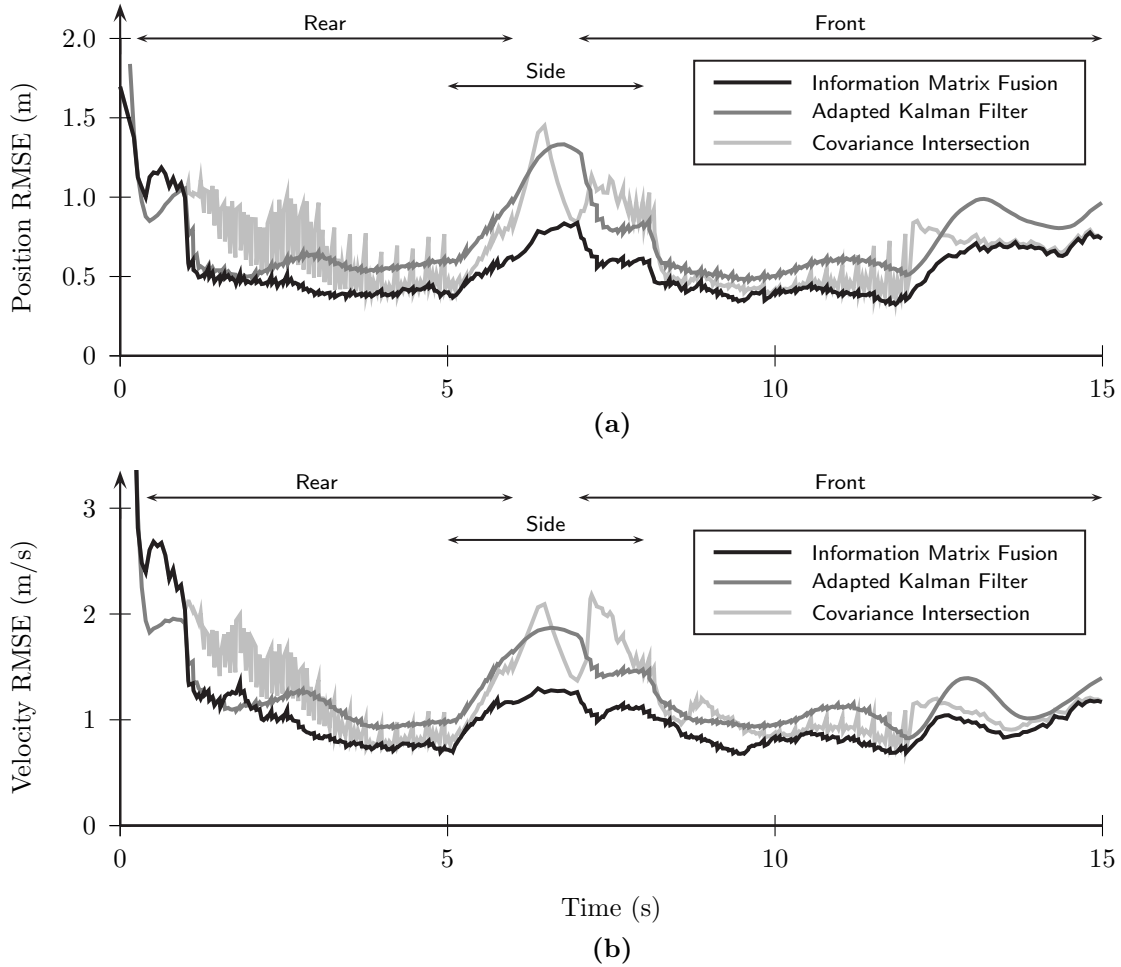 Rear
Front
2.0
Side
Information Matrix Fusion
Adapted Kalman Filter
Covariance Intersection
1.5
1.0
0.5
0
Position RMSE (m)
0
5
10
15
(a)
Rear
Front
3
Side
Information Matrix Fusion
Adapted Kalman Filter
Covariance Intersection
2
1
0
Velocity RMSE (m/s)
0
5
10
15
Time (s)
(b)